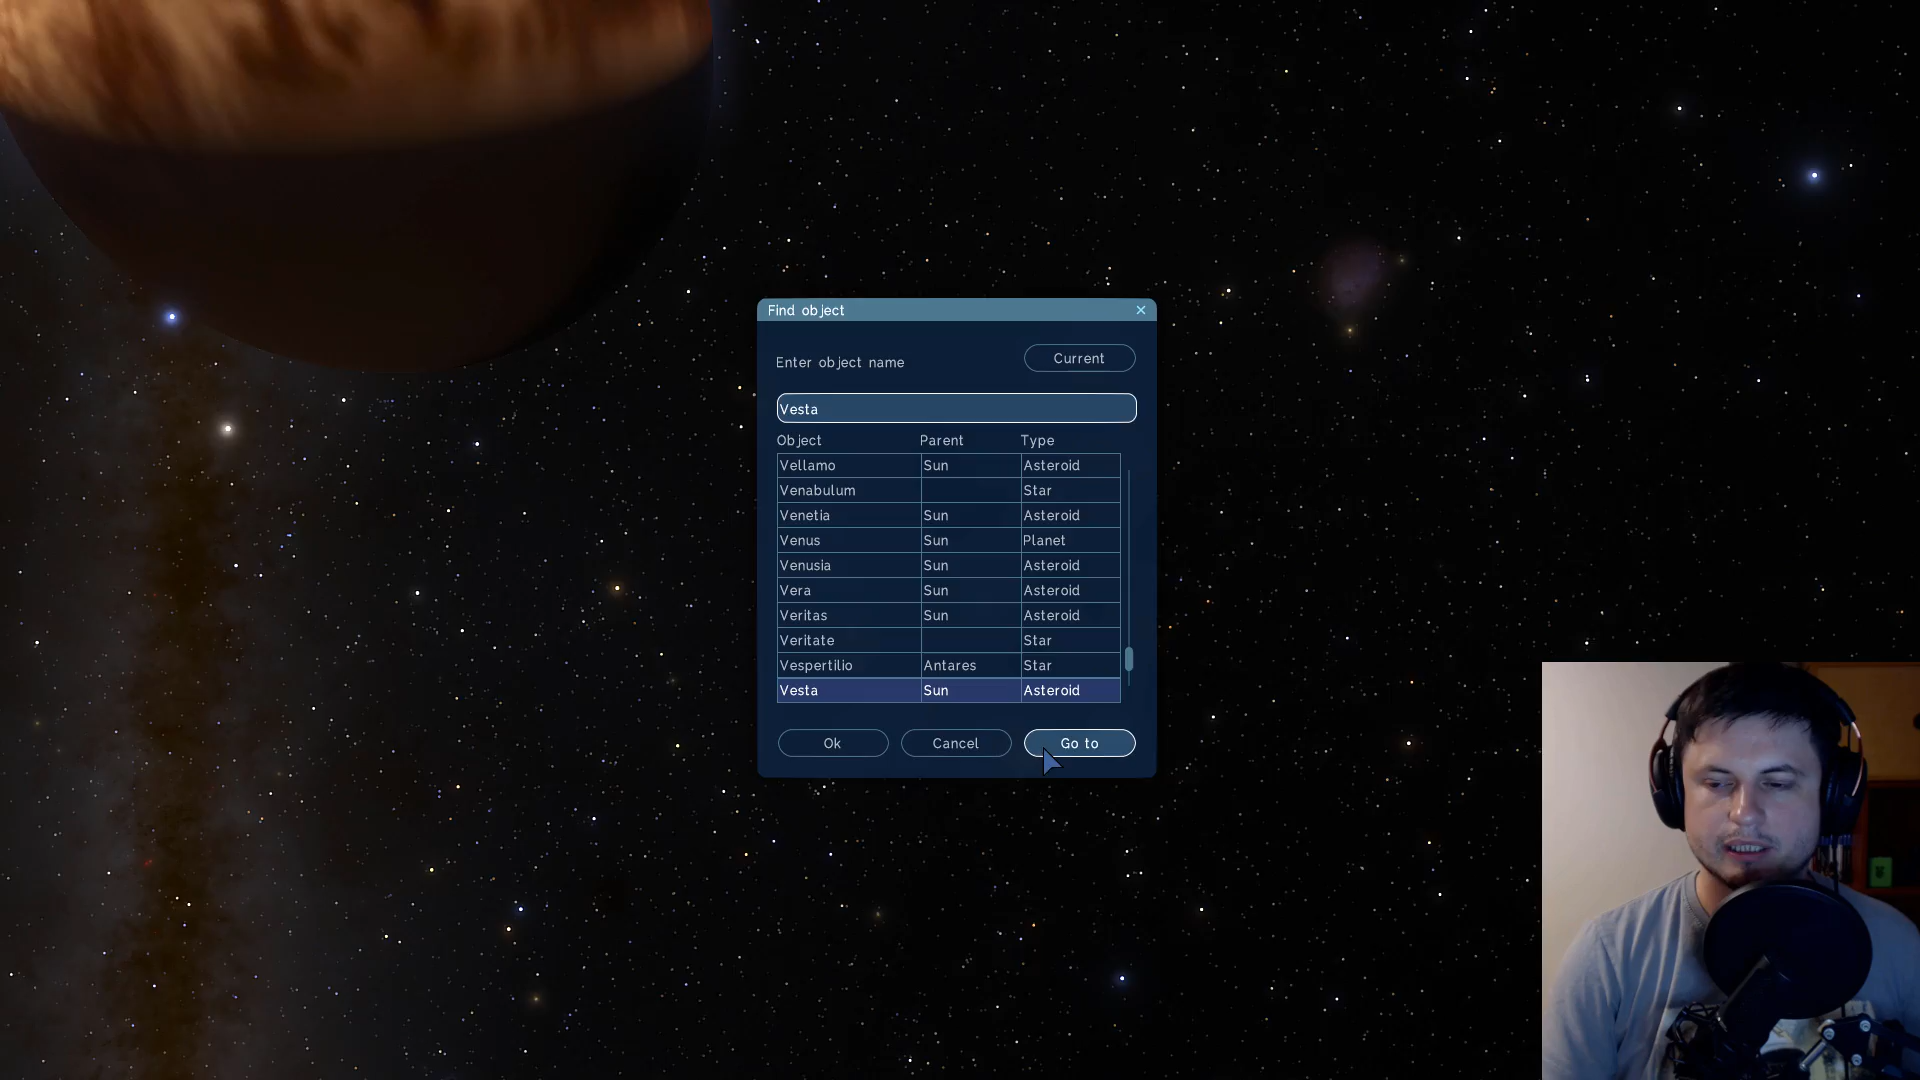 Find object
Enter object name
Current
Vesta
Object Parent Type
Vellamo Sun Asteroid
Venabulum Star
Venetia Sun Asteroid
Venus Sun Planet
Venusia Sun Asteroid
Vera Sun Asteroid
Veritas Sun Asteroid
Veritate Star
Vespertilio Antares Star
Vesta Sun Asteroid
Ok Cancel Go to